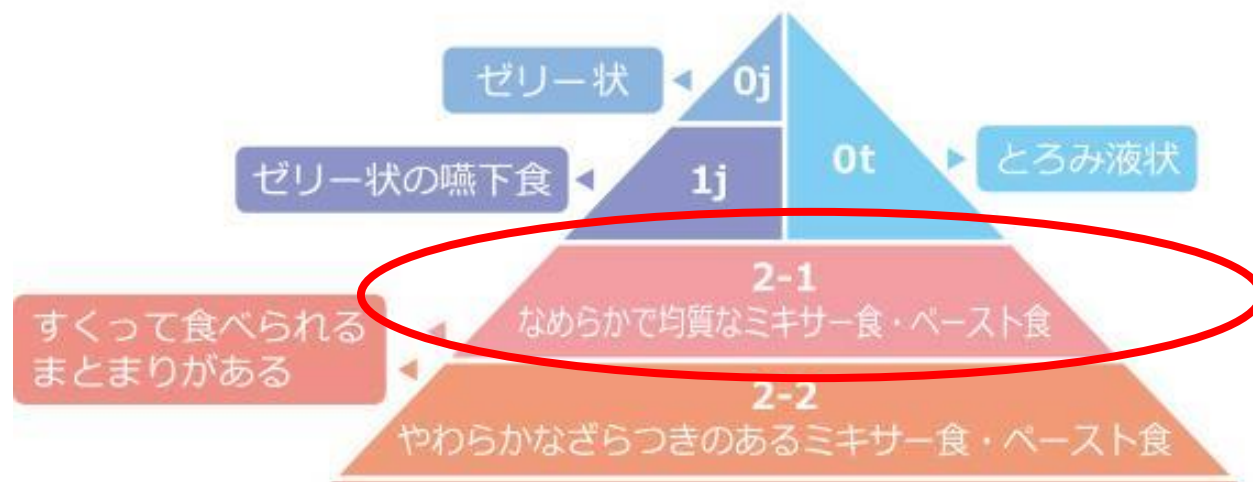 ゼリー状
0j
ゼリー状の嚥下食
1j
0t
とろみ液状
2-1
なめらかで均質なミキサー食・ペースト食
すくって食べられる
まとまりがある
2-2
やわらかなざらつきのあるミキサー食・ペースト食